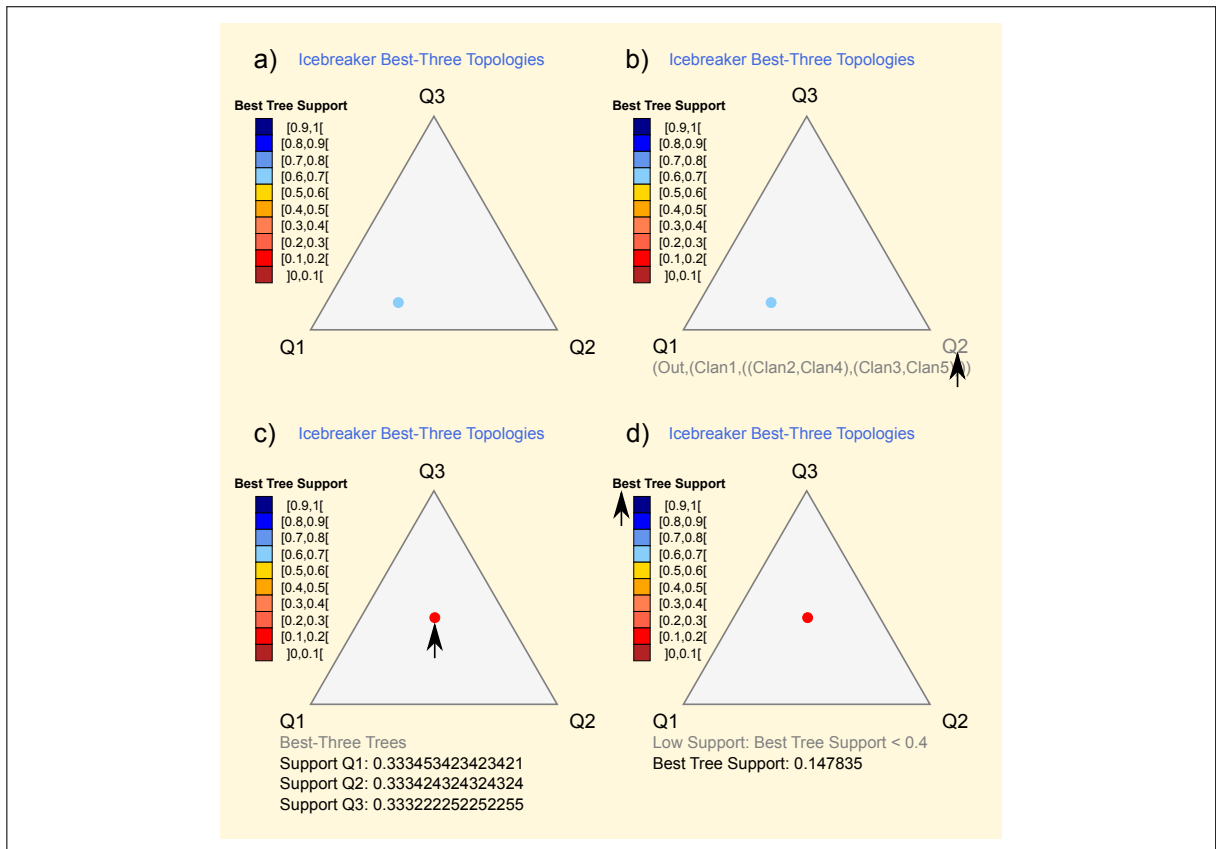 a) Icebreaker Best-Three Topologies
Q3
Best Tree Support
[0.9,1[
[0.8,0.9[
[0.7,0.8[
[0.6,0.7[
[0.5,0.6[
[0.4,0.5[
[0.3,0.4[
[0.2,0.3[
[0.1,0.2[
]0,0.1[
Q1 Q2
b) Icebreaker Best-Three Topologies
Q3
Best Tree Support
[0.9,1[
[0.8,0.9[
[0.7,0.8[
[0.6,0.7[
[0.5,0.6[
[0.4,0.5[
[0.3,0.4[
[0.2,0.3[
[0.1,0.2[
]0,0.1[
Q1 Q2
(Out,(Clan1,((Clan2,Clan4),(Clan3,Clan5))))
c) Icebreaker Best-Three Topologies
Q3
Best Tree Support
[0.9,1[
[0.8,0.9[
[0.7,0.8[
[0.6,0.7[
[0.5,0.6[
[0.4,0.5[
[0.3,0.4[
[0.2,0.3[
[0.1,0.2[
]0,0.1[
Q1 Q2
Best-Three Trees
Support Q1: 0.333453423423421
Support Q2: 0.333424324324324
Support Q3: 0.333222252252255
d) Icebreaker Best-Three Topologies
Q3
Best Tree Support
[0.9,1[
[0.8,0.9[
[0.7,0.8[
[0.6,0.7[
[0.5,0.6[
[0.4,0.5[
[0.3,0.4[
[0.2,0.3[
[0.1,0.2[
]0,0.1[
Q1 Q2
Low Support: Best Tree Support < 0.4
Best Tree Support: 0.147835